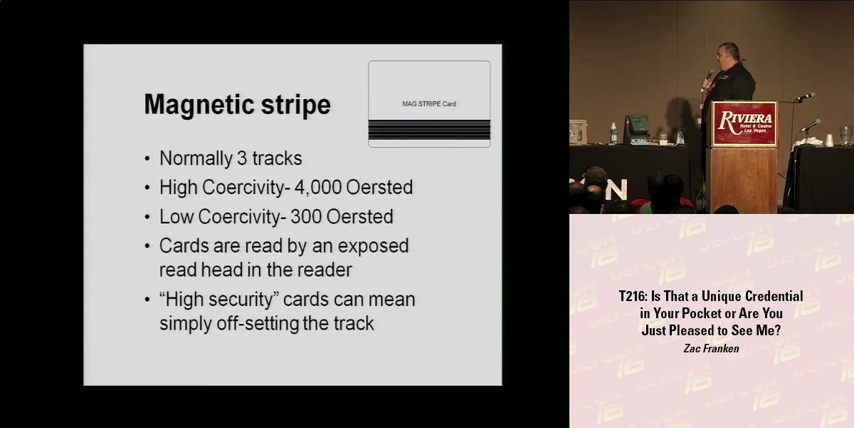 Magnetic stripe
MAG STRIPE Card
• Normally 3 tracks
• High Coercivity- 4,000 Oersted
• Low Coercivity- 300 Oersted
• Cards are read by an exposed
read head in the reader
• “High security” cards can mean
simply off-setting the track
RIVIERA
Hotel & Casino
Las Vegas
T216: Is That a Unique Credential
in Your Pocket or Are You
Just Pleased to See Me?
Zac Franken